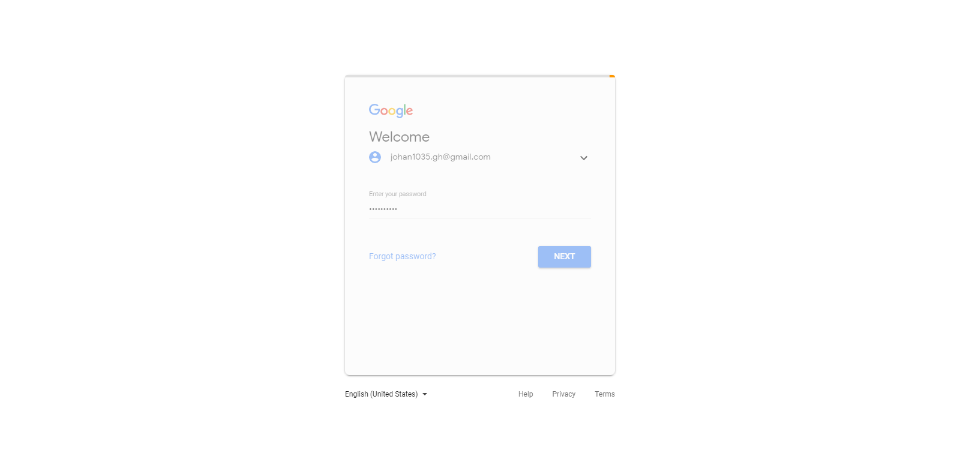 Google
Welcome
johan1035.gh@gmail.com
Enter your password
••••••••••
Forgot password?
NEXT
English (United States)
Help
Privacy
Terms